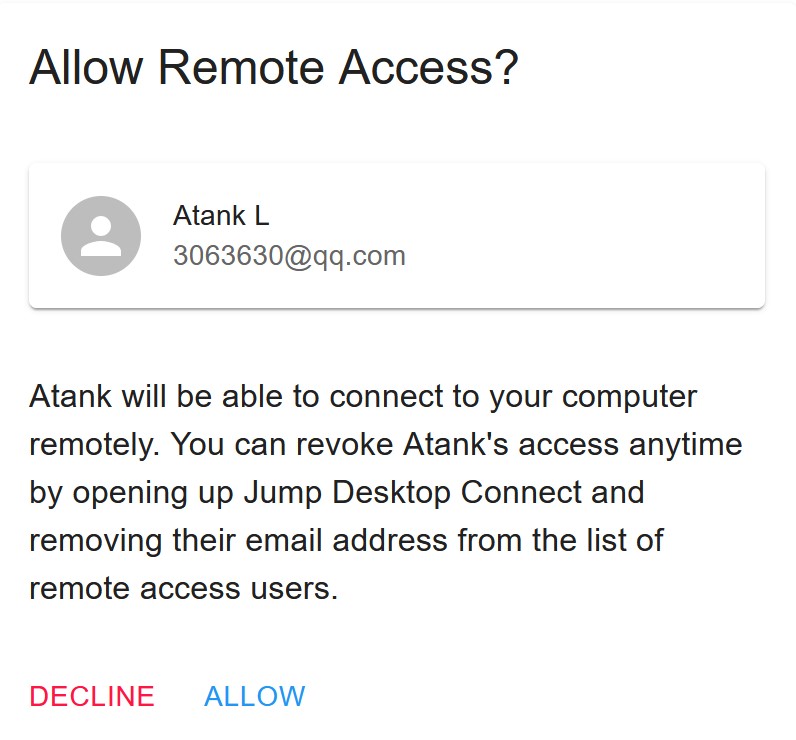 Allow Remote Access?
Atank L
3063630@qq.com
Atank will be able to connect to your computer
remotely. You can revoke Atank's access anytime
by opening up Jump Desktop Connect and
removing their email address from the list of
remote access users.
DECLINE ALLOW